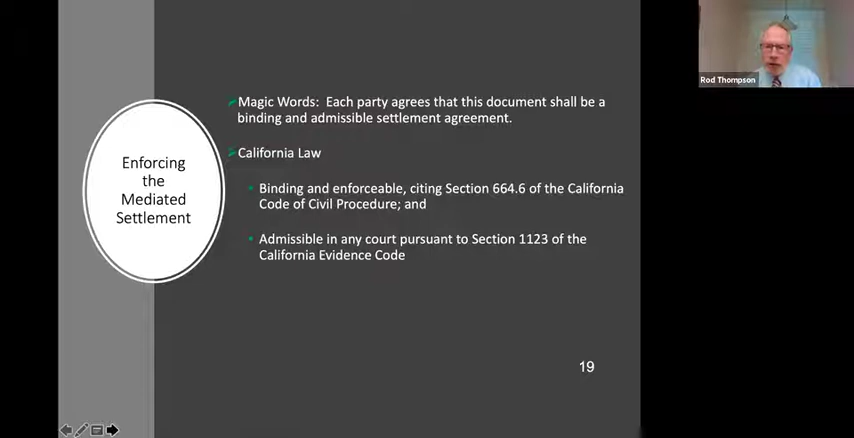 Rod Thompson
Enforcing
the
Mediated
Settlement
Magic Words: Each party agrees that this document shall be a
binding and admissible settlement agreement.
California Law
Binding and enforceable, citing Section 664.6 of the California
Code of Civil Procedure; and
Admissible in any court pursuant to Section 1123 of the
California Evidence Code
19